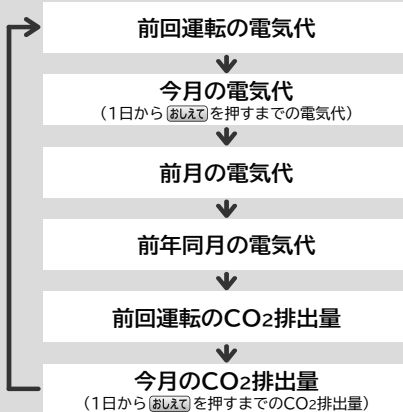 前回運転の電気代
今月の電気代
（1日からおしえてを押すまでの電気代）
前月の電気代
前年同月の電気代
前回運転のCO2排出量
今月のCO2排出量
（1日からおしえてを押すまでのCO2排出量）